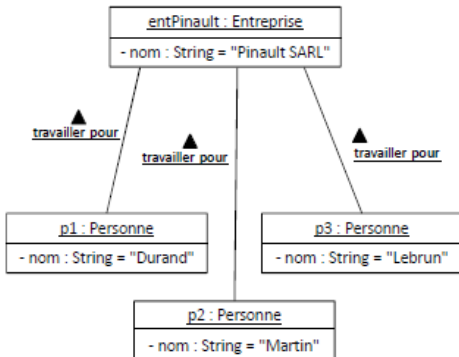 entPinault : Entreprise
- nom : String = "Pinault SARL"
travailler pour
travailler pour
travailler pour
p1 : Personne
- nom : String = "Durand"
p3 : Personne
- nom : String = "Lebrun"
p2 : Personne
- nom : String = "Martin"